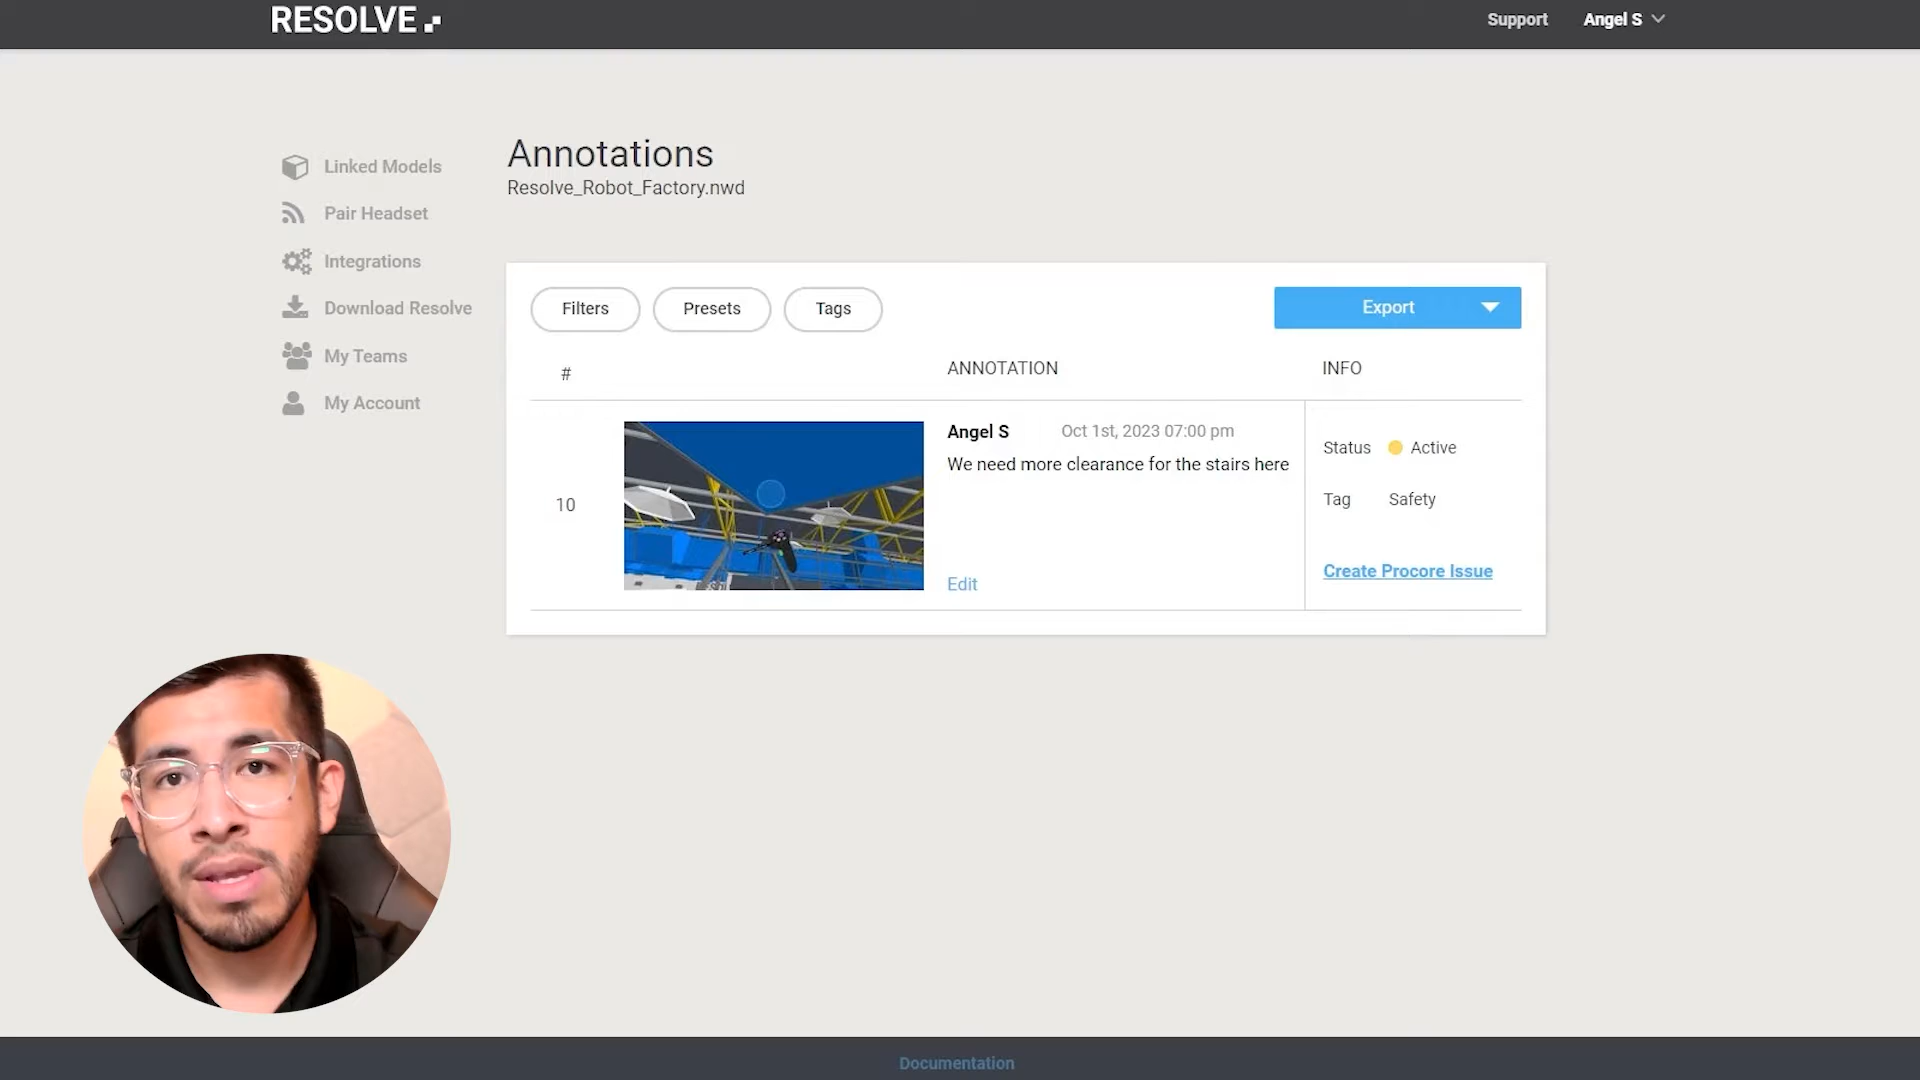 RESOLVE
Support
Angel S
Linked Models
Pair Headset
Integrations
Download Resolve
My Teams
My Account
Annotations
Resolve_Robot_Factory.nwd
Filters
Presets
Tags
Export
#
ANNOTATION
INFO
10
Angel S Oct 1st, 2023 07:00 pm
We need more clearance for the stairs here
Edit
Status Active
Tag Safety
Create Procore Issue
Documentation